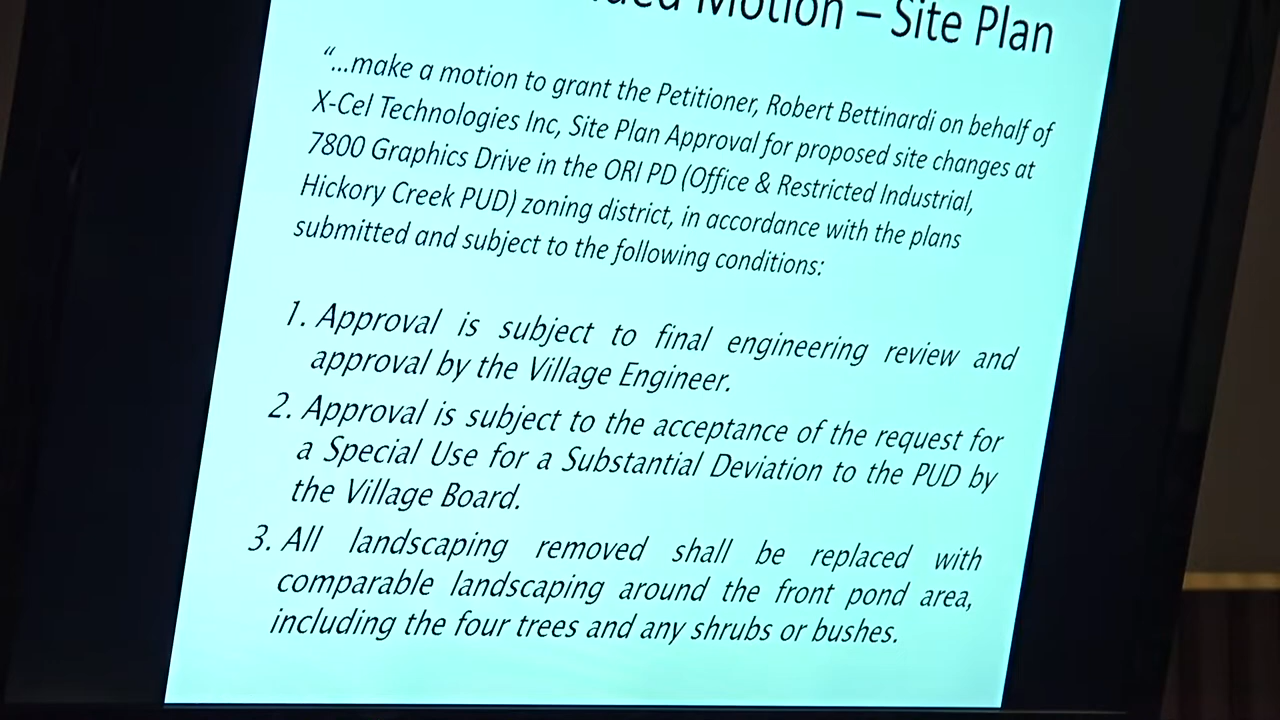 Motion – Site Plan
“...make a motion to grant the Petitioner, Robert Bettinardi on behalf of
X-Cel Technologies Inc, Site Plan Approval for proposed site changes at
7800 Graphics Drive in the ORI PD (Office & Restricted Industrial,
Hickory Creek PUD) zoning district, in accordance with the plans
submitted and subject to the following conditions:
1. Approval is subject to final engineering review and
approval by the Village Engineer.
2. Approval is subject to the acceptance of the request for
a Special Use for a Substantial Deviation to the PUD by
the Village Board.
3. All landscaping removed shall be replaced with
comparable landscaping around the front pond area,
including the four trees and any shrubs or bushes.